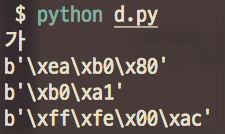 $ python d.py
가
b'\xea\xb0\x80'
b'\xb0\xa1'
b'\xff\xfe\x00\xac'